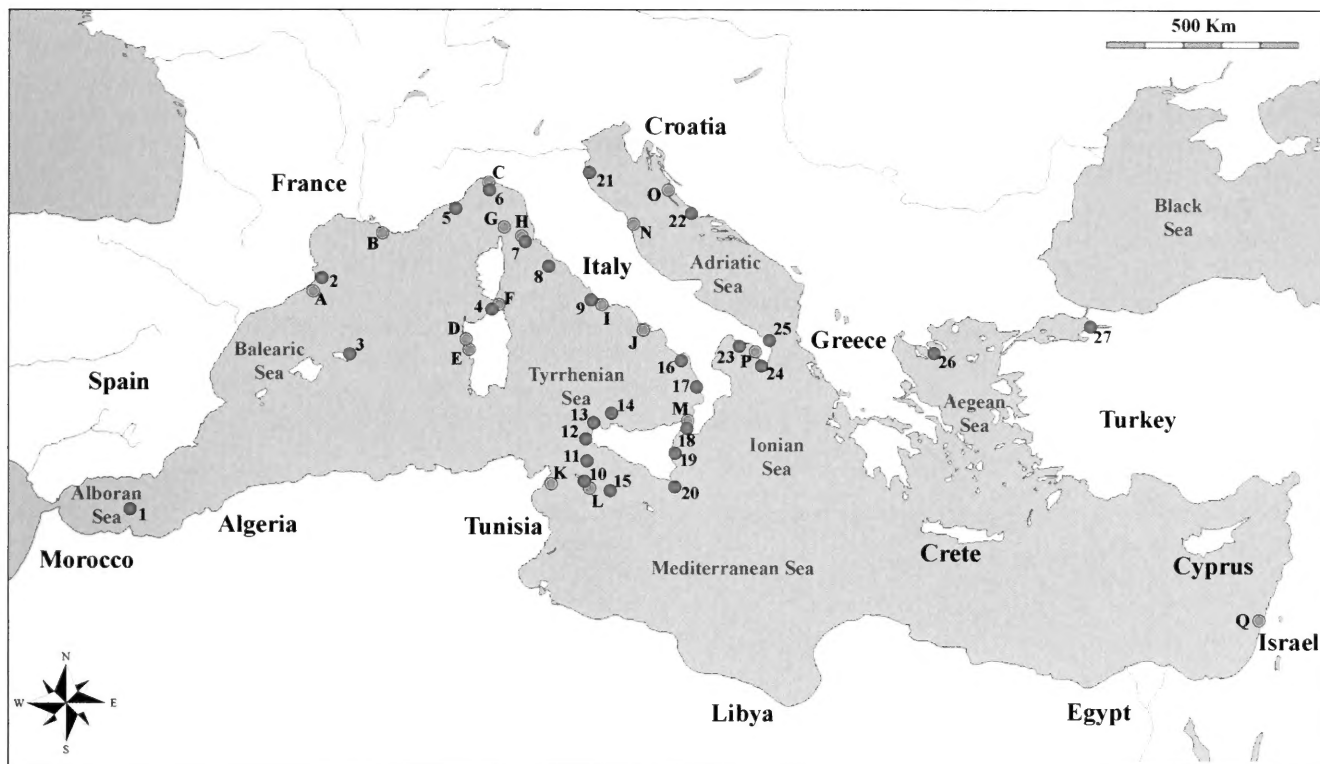 500 Km
Croatia
France
C
21
6
O
5
G
H
22
Black
Sea
B
7
N
Italy
8
Adriatic
Sea
2
A
9
F
4
I
25
Greece
27
D
J
23
P
3
E
24
26
Balearic
Sea
16
Spain
Tyrrhenian
Sea
17
14
Aegean
Sea
13
M
Turkey
12
18
Ionian
Sea
11
19
K
10
15
20
L
Alboran
Sea
1
Algeria
Tunisia
Morocco
Crete
Cyprus
Mediterranean Sea
Q
Israel
N
W
E
S
Libya
Egypt